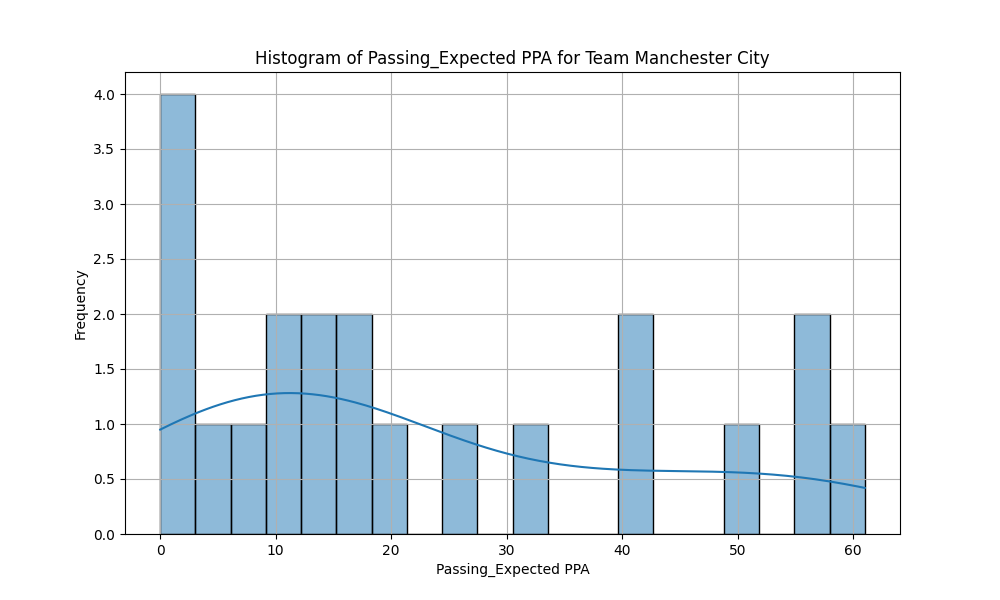 Histogram of Passing_Expected PPA for Team Manchester City
4.0
3.5
3.0
2.5
2.0
1.5
1.0
0.5
0.0
Frequency
0 10 20 30 40 50 60
Passing_Expected PPA